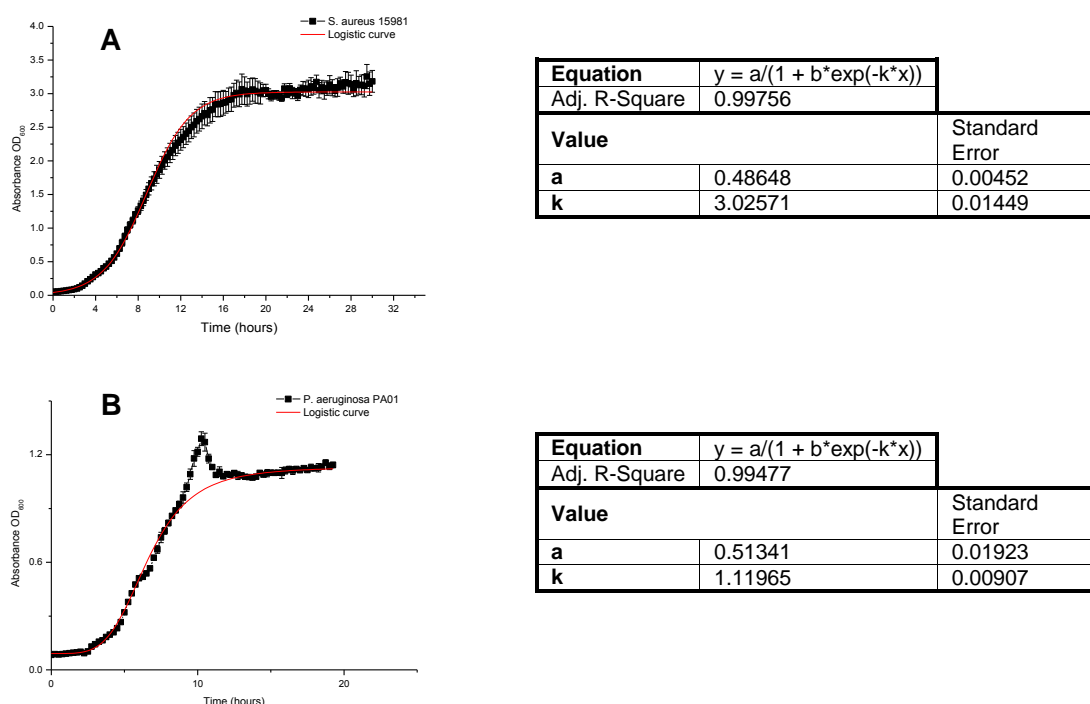 A
S. aureus 15981
Logistic curve
4.0
3.5
3.0
2.5
2.0
1.5
1.0
0.5
0.0
Absorbance OD600
0 4 8 12 16 20 24 28 32
Time (hours)
Equation y = a/(1 + b*exp(-k*x))
Adj. R-Square 0.99756
Value Standard
Error
a 0.48648 0.00452
k 3.02571 0.01449
B
P. aeruginosa PA01
Logistic curve
1.2
0.6
0.0
Absorbance OD600
0 10 20
Time (hours)
Equation y = a/(1 + b*exp(-k*x))
Adj. R-Square 0.99477
Value Standard
Error
a 0.51341 0.01923
k 1.11965 0.00907